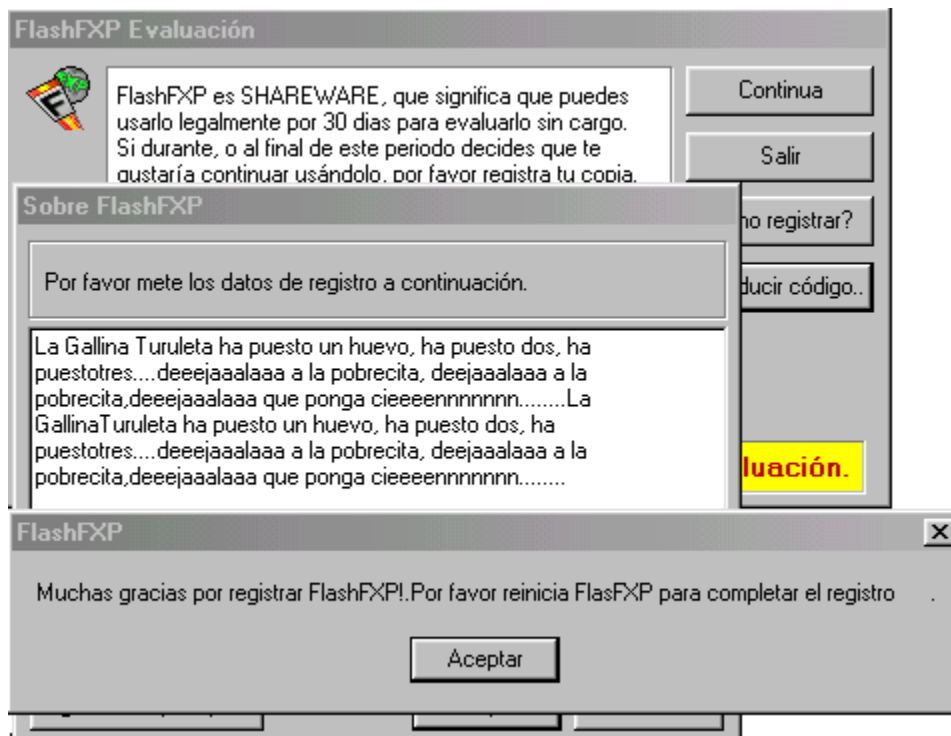 FlashFXP Evaluación
FlashFXP es SHAREWARE, que significa que puedes
usarlo legalmente por 30 dias para evaluarlo sin cargo.
Si durante, o al final de este periodo decides que te
gustaría continuar usándolo, por favor registra tu copia.
Continua
Salir
no registrar?
ducir código..
luación.
Sobre FlashFXP
Por favor mete los datos de registro a continuación.
La Gallina Turuleta ha puesto un huevo, ha puesto dos, ha
puestotres....deeejaaalaaa a la pobrecita, deejaaalaaa a la
pobrecita,deeejaaalaaa que ponga cieeeennnnnnn........La
GallinaTuruleta ha puesto un huevo, ha puesto dos, ha
puestotres....deeejaaalaaa a la pobrecita, deejaaalaaa a la
pobrecita,deeejaaalaaa que ponga cieeeennnnnnn........
FlashFXP
Muchas gracias por registrar FlashFXP!.Por favor reinicia FlasFXP para completar el registro .
Aceptar